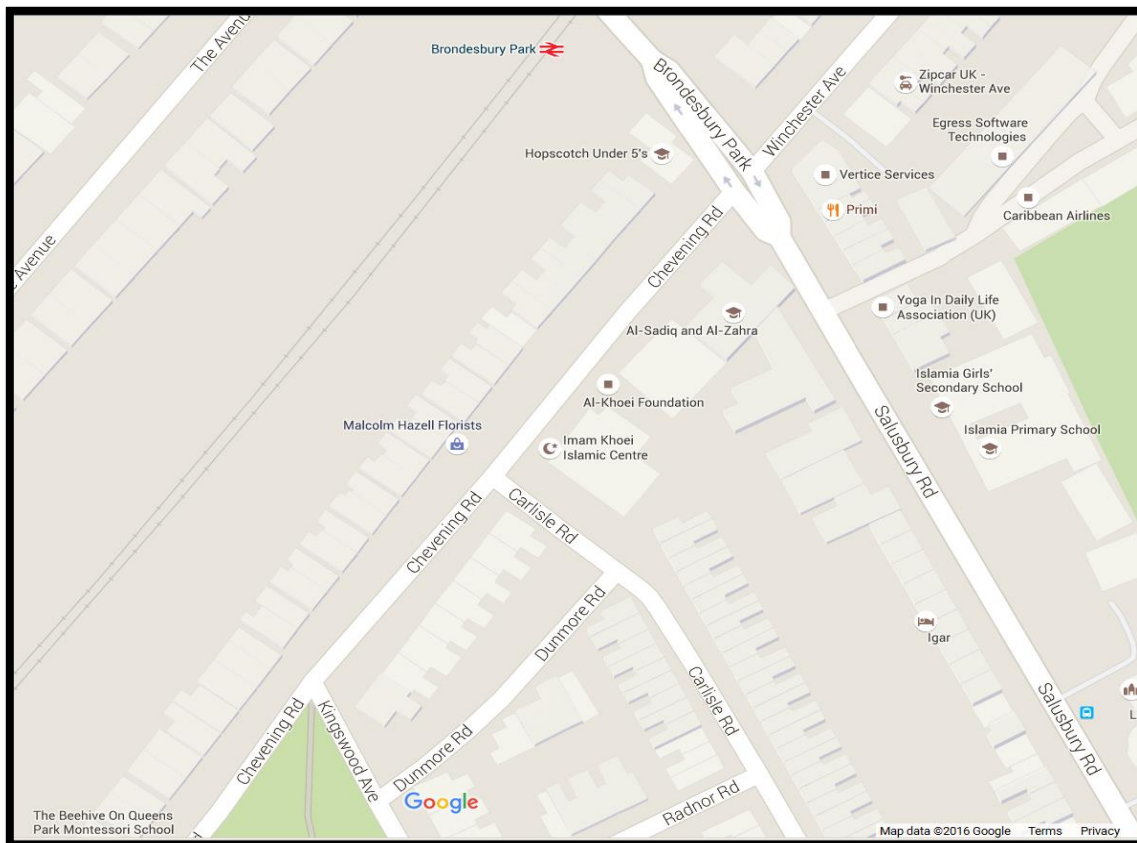 The Avenue
Brondesbury Park
Brondesbury Park
Winchester Ave
Zipcar UK -
Winchester Ave
Egress Software
Technologies
Hopscotch Under 5's
Vertice Services
Primi
Caribbean Airlines
Avenue
Chevening Rd
Yoga In Daily Life
Association (UK)
Al-Sadiq and Al-Zahra
Islamia Girls'
Secondary School
Al-Khoei Foundation
Malcolm Hazell Florists
Islamia Primary School
Imam Khoei
Islamic Centre
Salusbury Rd
Carlisle Rd
Chevening Rd
Dunmore Rd
Igar
Carlisle Rd
Salusbury Rd
Chevening Rd
Kingswood Ave
Dunmore Rd
L
Google
Radnor Rd
The Beehive On Queens
Park Montessori School
Map data ©2016 Google Terms Privacy